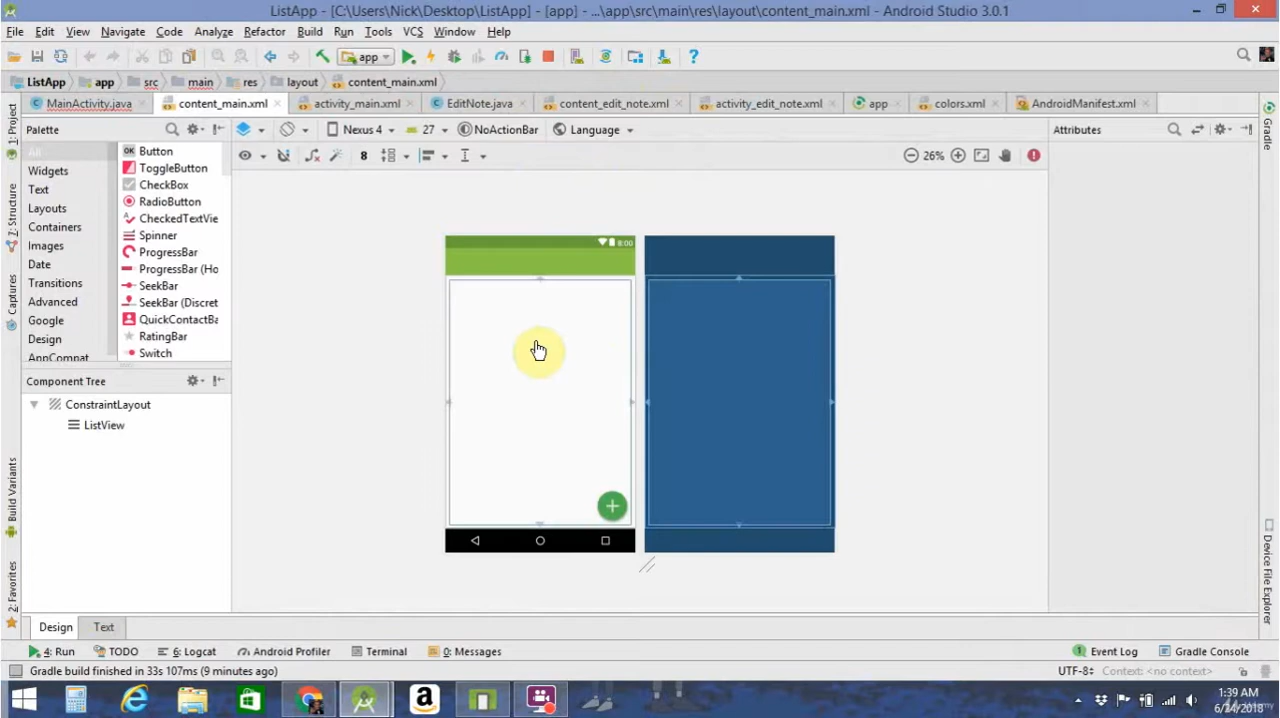 ListApp - [C:\Users\Nick\Desktop\ListApp] - [app] - ...\app\src\main\res\layout\content_main.xml - Android Studio 3.0.1
File Edit View Navigate Code Analyze Refactor Build Run Tools VCS Window Help
app
ListApp app src main res layout content_main.xml
MainActivity.java content_main.xml activity_main.xml EditNote.java content_edit_note.xml activity_edit_note.xml app colors.xml AndroidManifest.xml
Palette
Nexus 4 27 NoActionBar Language
Attributes
8
26%
All
Widgets
Text
Layouts
Containers
Images
Date
Transitions
Advanced
Google
Design
AppCompat
Button
ToggleButton
CheckBox
RadioButton
CheckedTextVie
Spinner
ProgressBar
ProgressBar (Ho
SeekBar
SeekBar (Discret
QuickContactBa
RatingBar
Switch
Component Tree
ConstraintLayout
ListView
8:00
1: Project
7: Structure
Captures
Build Variants
2: Favorites
Gradle
Device File Explorer
Design Text
4: Run TODO 6: Logcat Android Profiler Terminal 0: Messages
Event Log Gradle Console
Gradle build finished in 33s 107ms (9 minutes ago)
UTF-8 Context: <no context>
1:39 AM
6/24/2018
Udemy